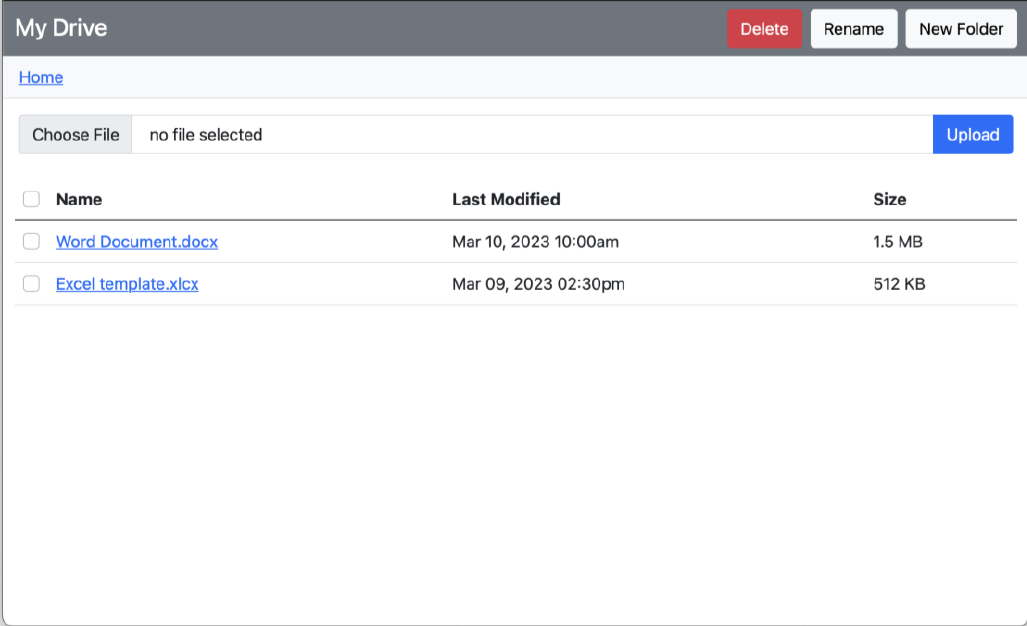 My Drive Delete Rename New Folder
Home
Choose File no file selected Upload
Name Last Modified Size
Word Document.docx Mar 10, 2023 10:00am 1.5 MB
Excel template.xlcx Mar 09, 2023 02:30pm 512 KB